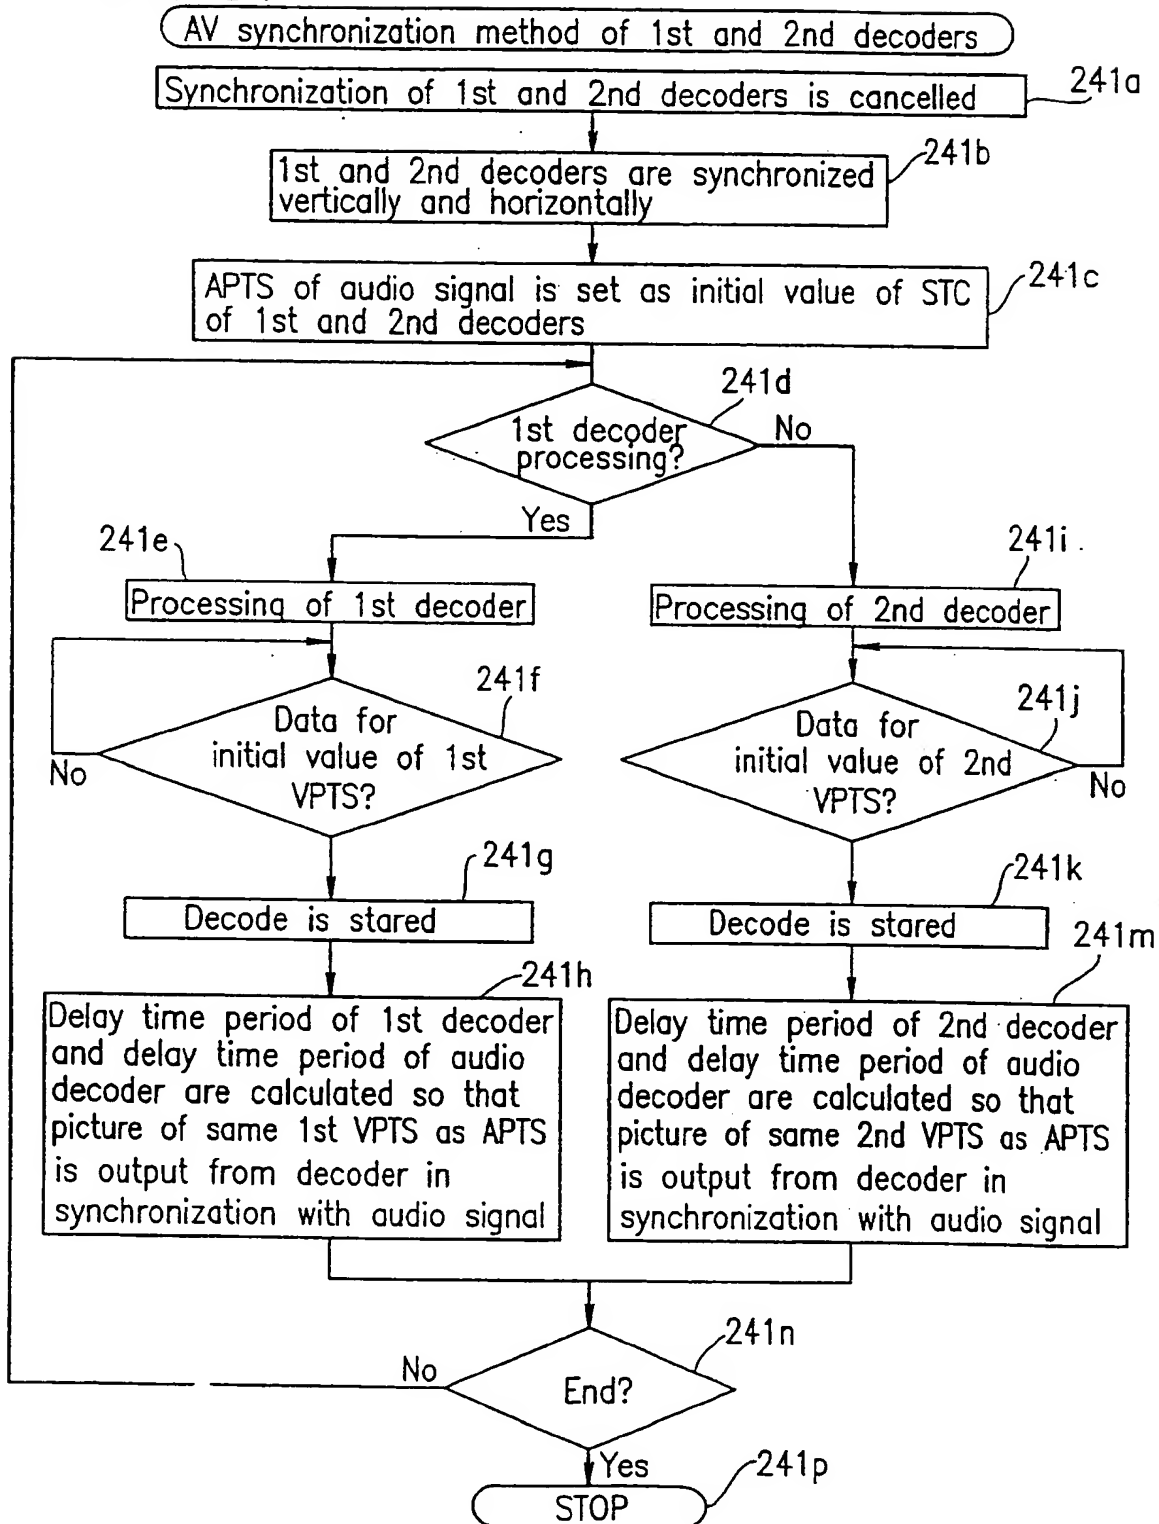 AV synchronization method of 1st and 2nd decoders
Synchronization of 1st and 2nd decoders is cancelled
241a
1st and 2nd decoders are synchronized
vertically and horizontally
241b
APTS of audio signal is set as initial value of STC
of 1st and 2nd decoders
241c
1st decoder
processing?
241d
No
Yes
241e
Processing of 1st decoder
241i
Processing of 2nd decoder
241f
Data for
initial value of 1st
VPTS?
No
241j
Data for
initial value of 2nd
VPTS?
No
241g
Decode is stared
241k
Decode is stared
241h
Delay time period of 1st decoder
and delay time period of audio
decoder are calculated so that
picture of same 1st VPTS as APTS
is output from decoder in
synchronization with audio signal
241m
Delay time period of 2nd decoder
and delay time period of audio
decoder are calculated so that
picture of same 2nd VPTS as APTS
is output from decoder in
synchronization with audio signal
241n
End?
No
Yes
241p
STOP